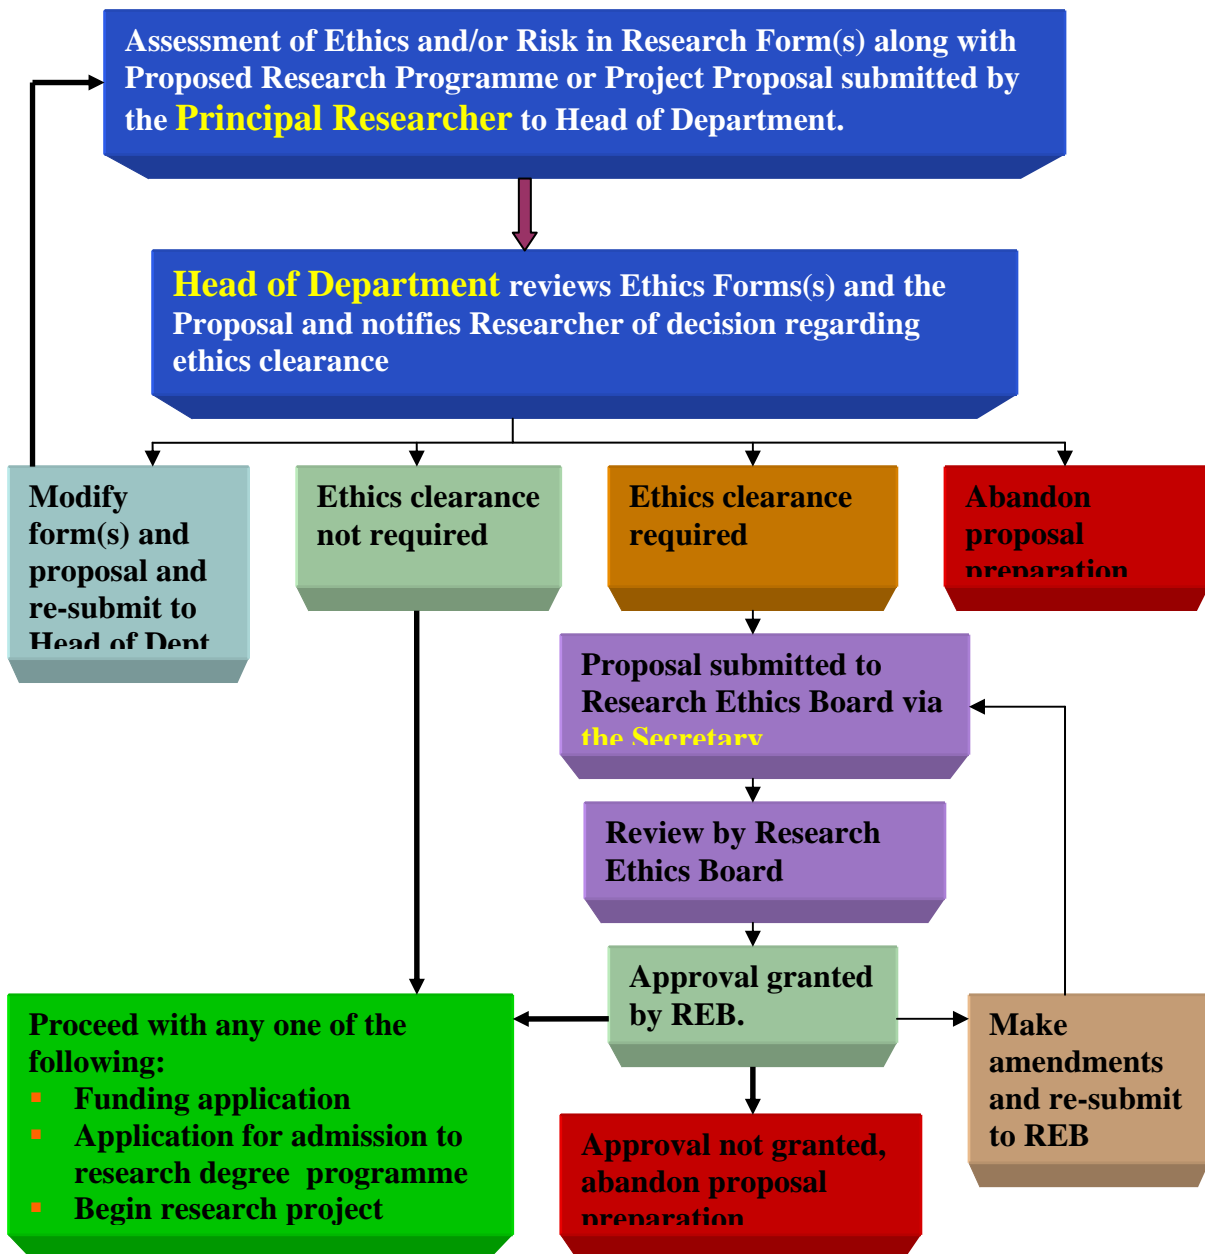 Assessment of Ethics and/or Risk in Research Form(s) along with
Proposed Research Programme or Project Proposal submitted by
the Principal Researcher to Head of Department.
Head of Department reviews Ethics Forms(s) and the
Proposal and notifies Researcher of decision regarding
ethics clearance
Modify
form(s) and
proposal and
re-submit to
Head of Dept
Ethics clearance
not required
Ethics clearance
required
Abandon
proposal
preparation
Proposal submitted to
Research Ethics Board via
the Secretary
Review by Research
Ethics Board
Approval granted
by REB.
Proceed with any one of the
following:
▪ Funding application
▪ Application for admission to
research degree programme
▪ Begin research project
Approval not granted,
abandon proposal
preparation
Make
amendments
and re-submit
to REB